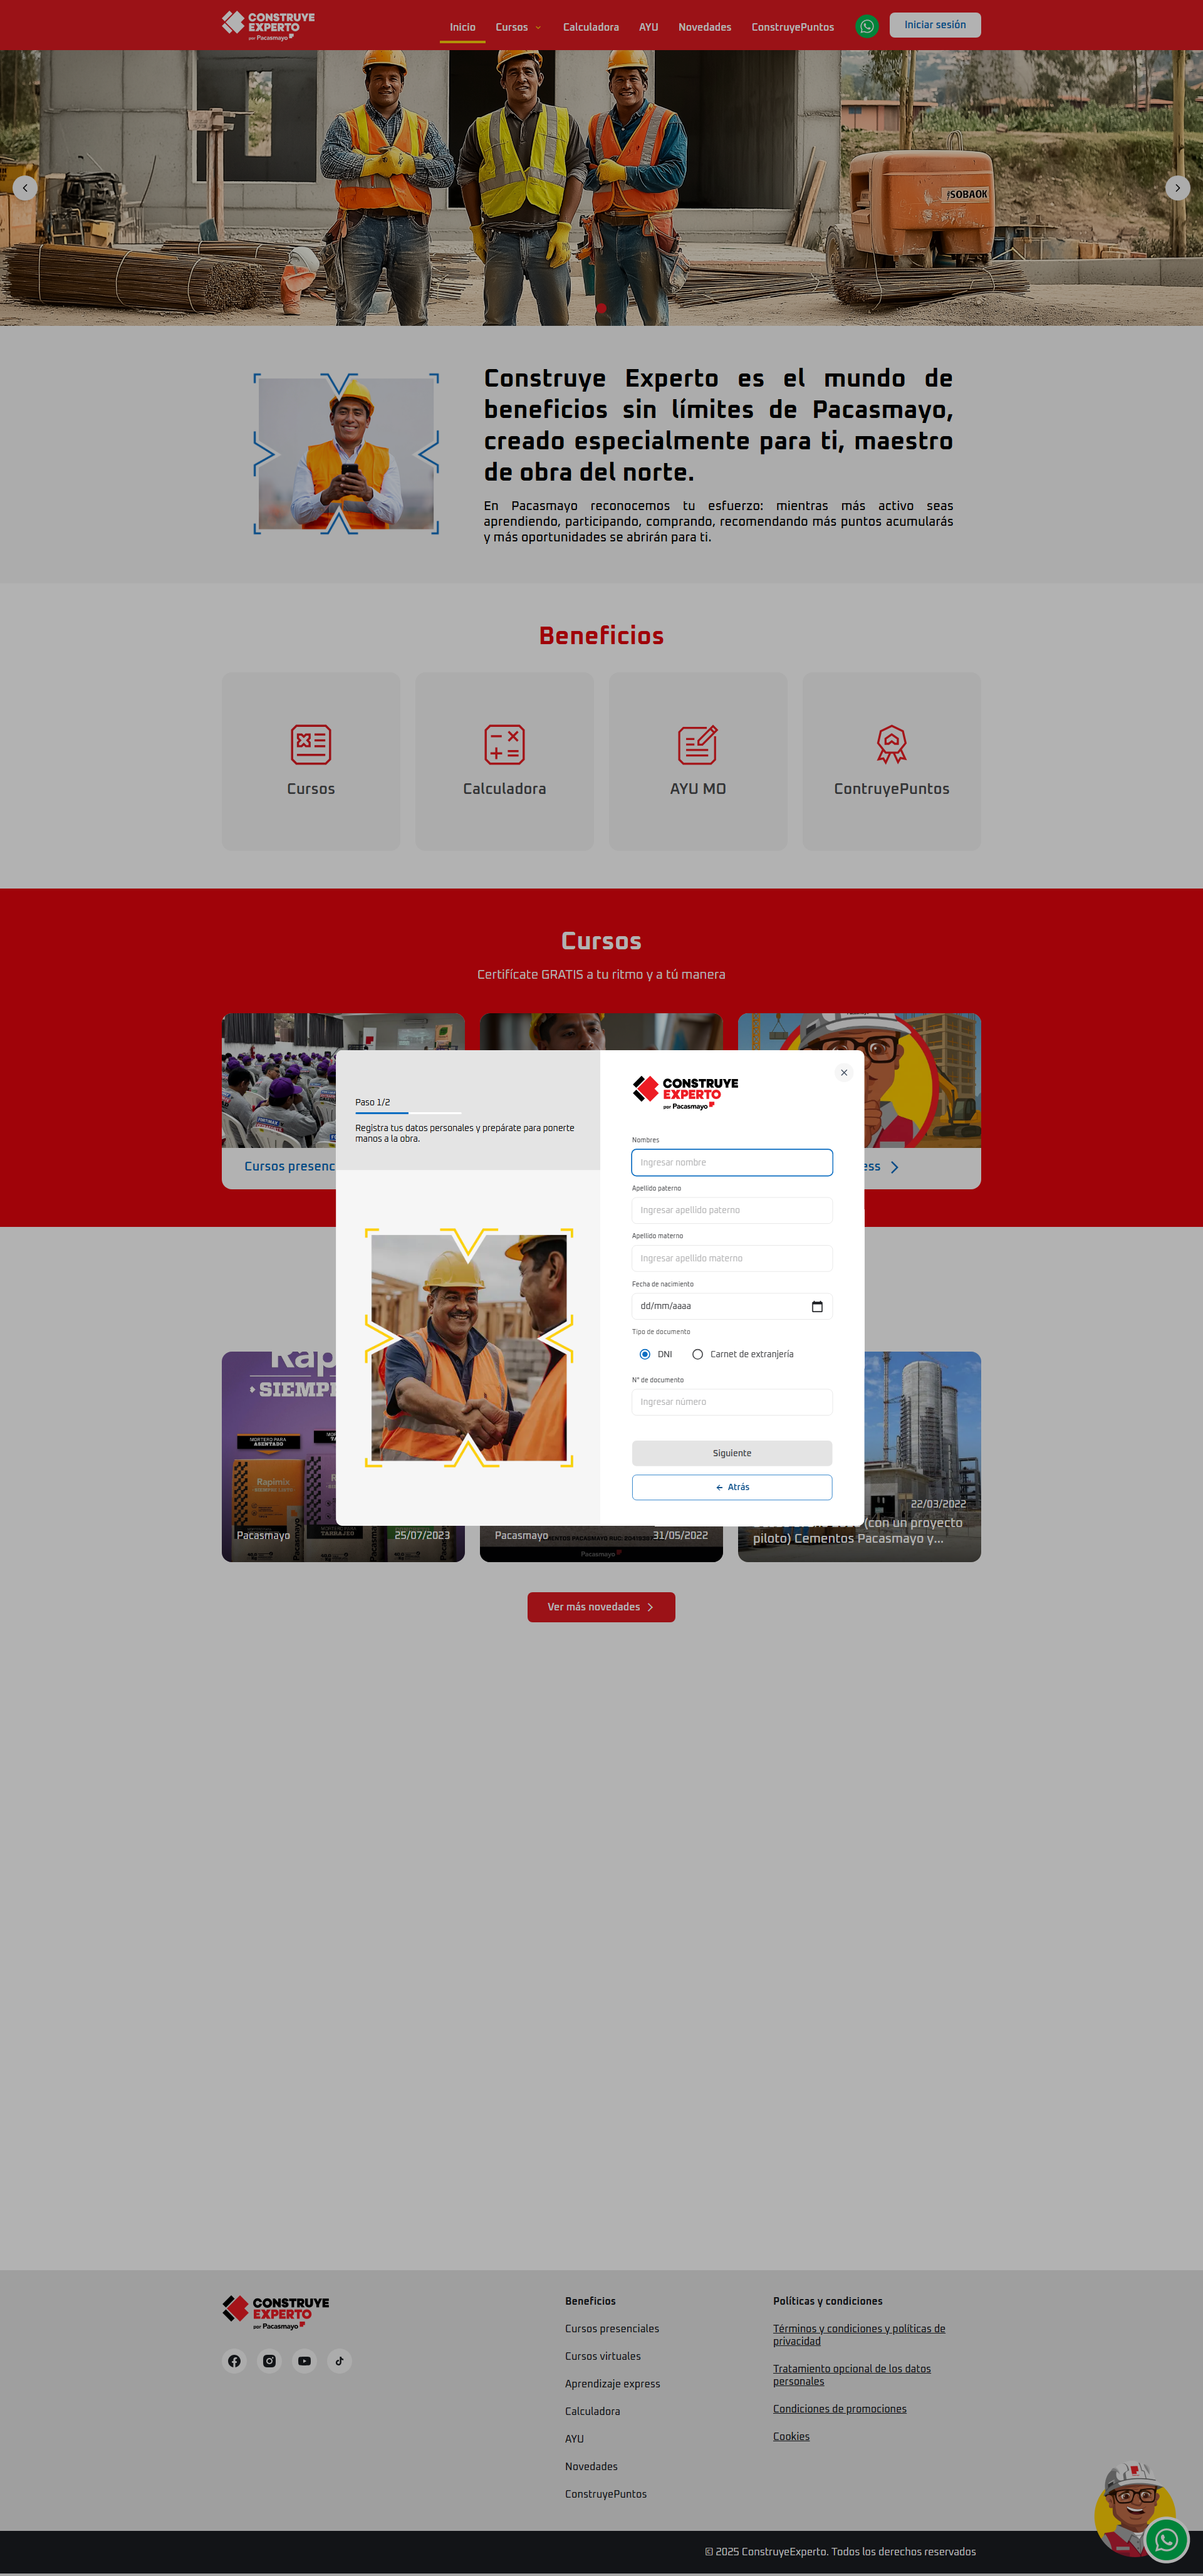 CONSTRUYE
EXPERTO
por Pacasmayo
Inicio
Cursos
Calculadora
AYU
Novedades
ConstruyePuntos
Iniciar sesión
SOBAOK
Construye Experto es el mundo de
beneficios sin límites de Pacasmayo,
creado especialmente para ti, maestro
de obra del norte.
En Pacasmayo reconocemos tu esfuerzo: mientras más activo seas
aprendiendo, participando, comprando, recomendando más puntos acumularás
y más oportunidades se abrirán para ti.
Beneficios
Cursos
Calculadora
AYU MO
ContruyePuntos
Cursos
Certifícate GRATIS a tu ritmo y a tú manera
Cursos presenc
ess
Paso 1/2
Registra tus datos personales y prepárate para ponerte
manos a la obra.
CONSTRUYE
EXPERTO
por Pacasmayo
Nombres
Ingresar nombre
Apellido paterno
Ingresar apellido paterno
Apellido materno
Ingresar apellido materno
Fecha de nacimiento
dd/mm/aaaa
Tipo de documento
DNI
Carnet de extranjería
N° de documento
Ingresar número
Siguiente
Atrás
Rap
SIEMPR
MORTERO PARA
ASENTADO
Rapimix
Pacasmayo
25/07/2023
Pacasmayo
31/05/2022
Pacasmayo
22/03/2022
(con un proyecto
piloto) Cementos Pacasmayo y...
Ver más novedades
CONSTRUYE
EXPERTO
por Pacasmayo
Beneficios
Cursos presenciales
Cursos virtuales
Aprendizaje express
Calculadora
AYU
Novedades
ConstruyePuntos
Políticas y condiciones
Términos y condiciones y políticas de
privacidad
Tratamiento opcional de los datos
personales
Condiciones de promociones
Cookies
© 2025 ConstruyeExperto. Todos los derechos reservados